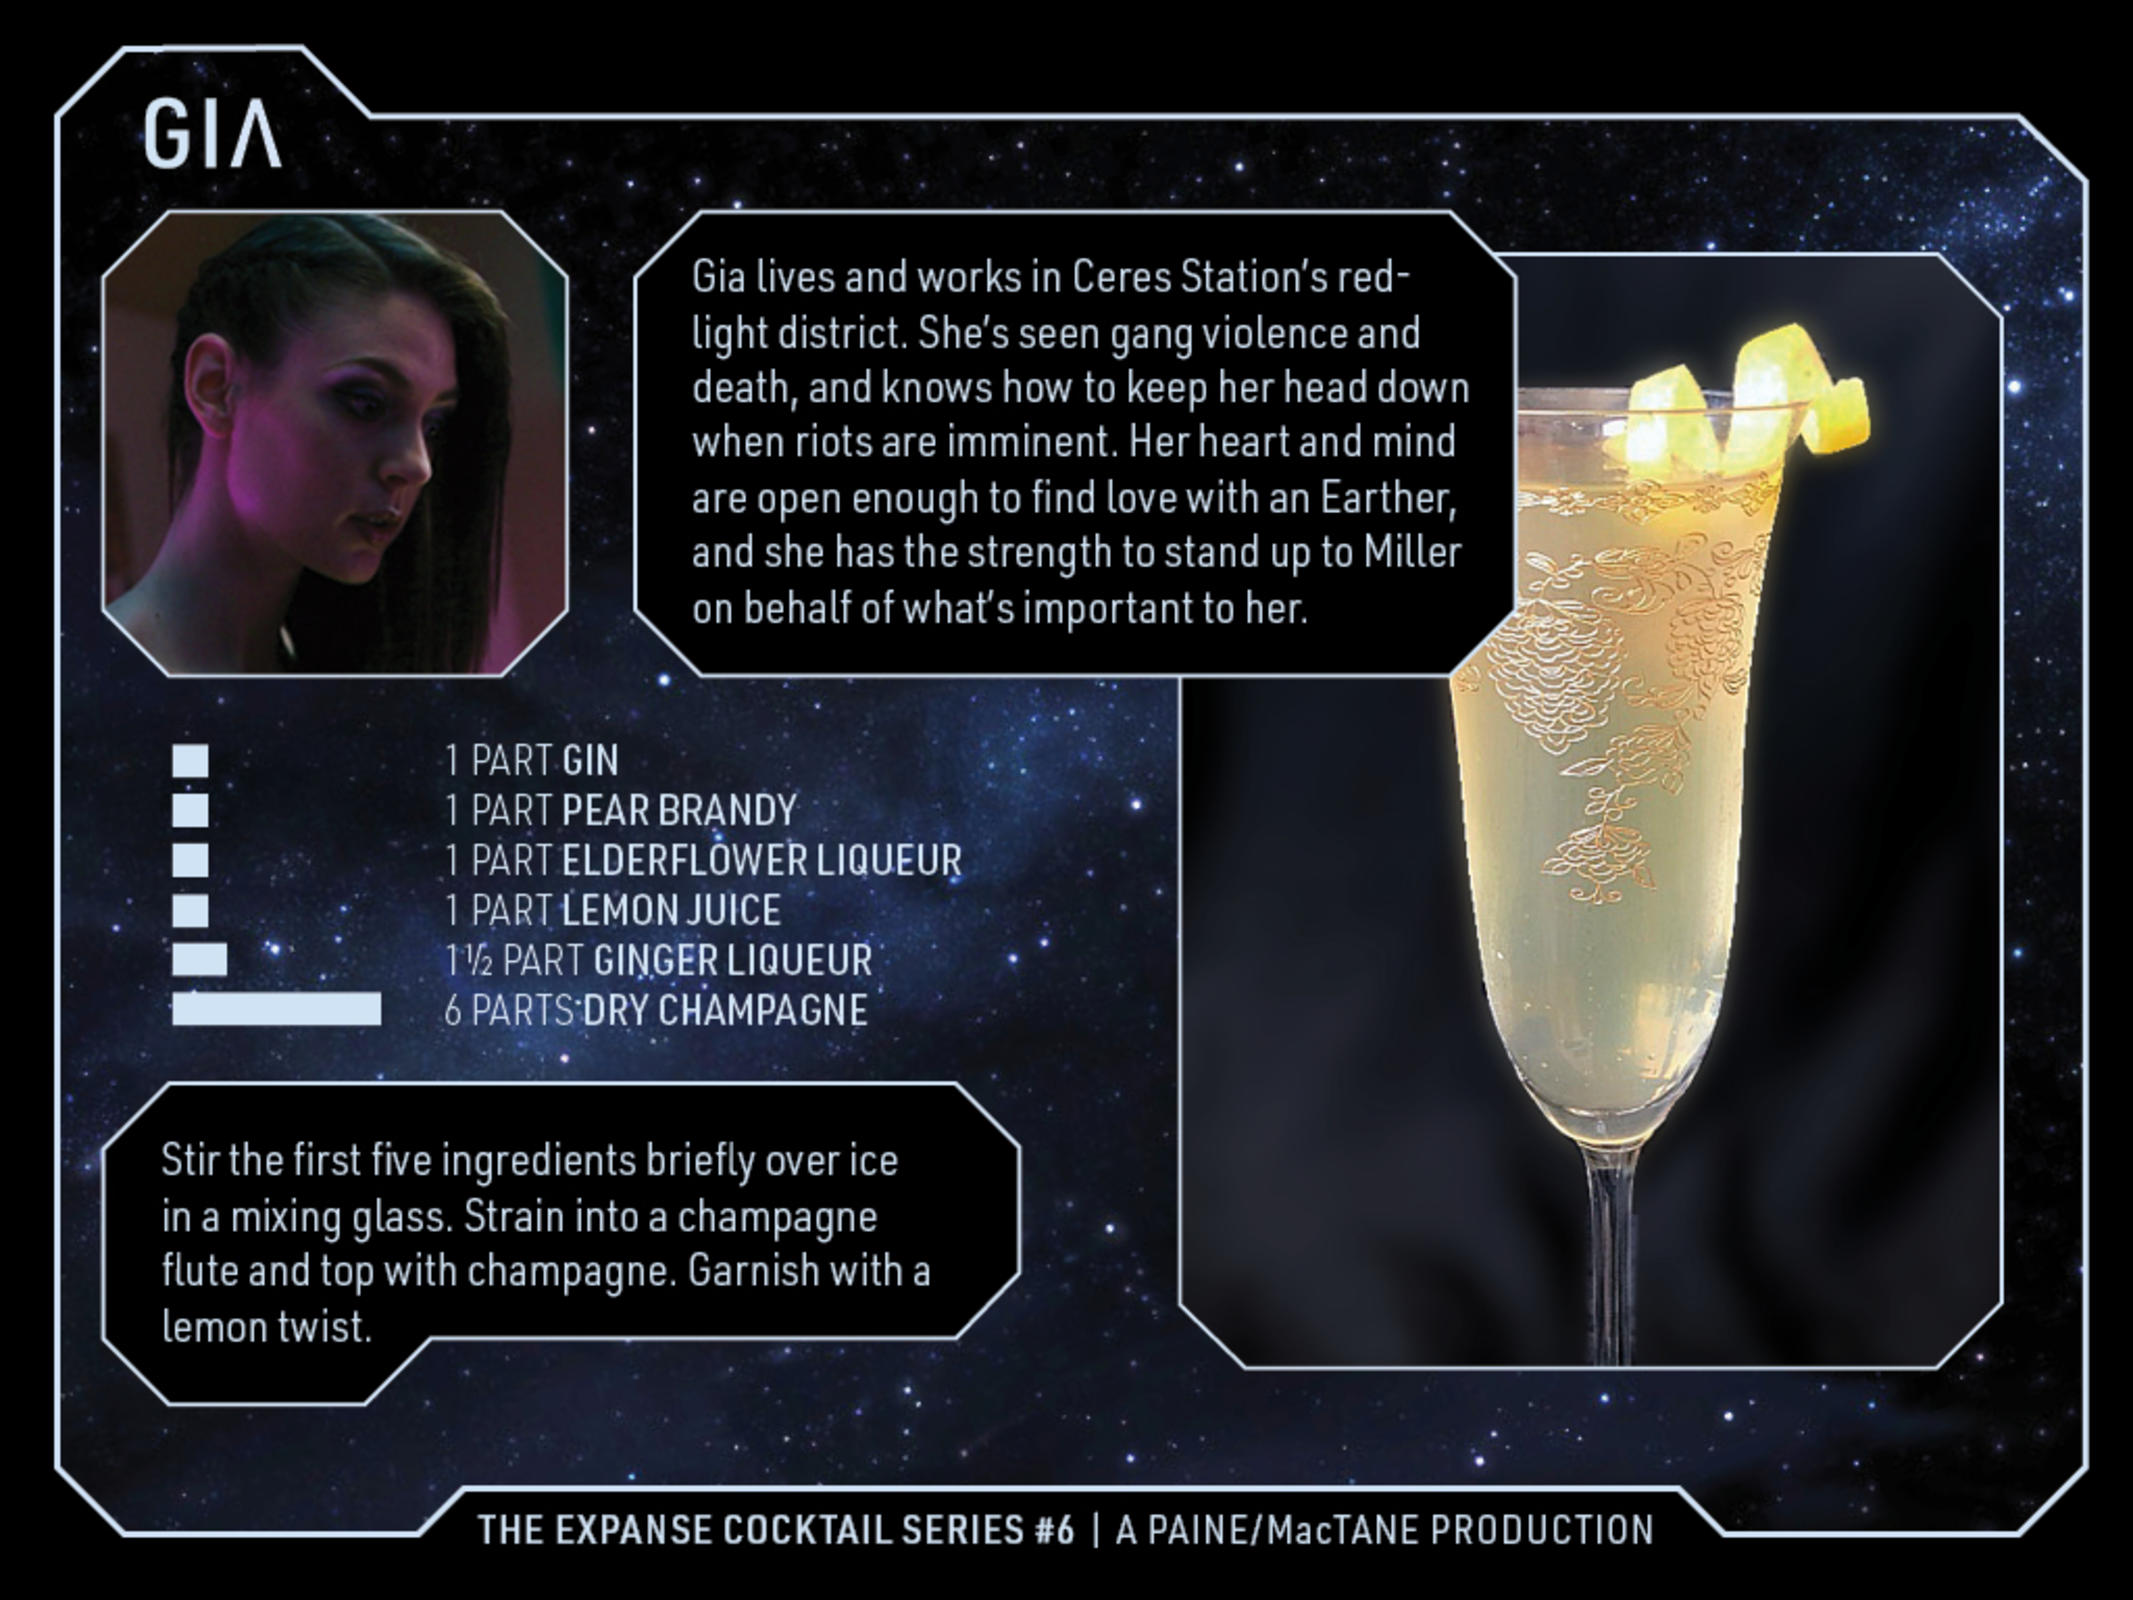 GIA
Gia lives and works in Ceres Station's red-
light district. She's seen gang violence and
death, and knows how to keep her head down
when riots are imminent. Her heart and mind
are open enough to find love with an Earther,
and she has the strength to stand up to Miller
on behalf of what's important to her.
1 PART GIN
1 PART PEAR BRANDY
1 PART ELDERFLOWER LIQUEUR
1 PART LEMON JUICE
1 ½ PART GINGER LIQUEUR
6 PARTS DRY CHAMPAGNE
Stir the first five ingredients briefly over ice
in a mixing glass. Strain into a champagne
flute and top with champagne. Garnish with a
lemon twist.
THE EXPANSE COCKTAIL SERIES #6 | A PAINE/MacTANE PRODUCTION